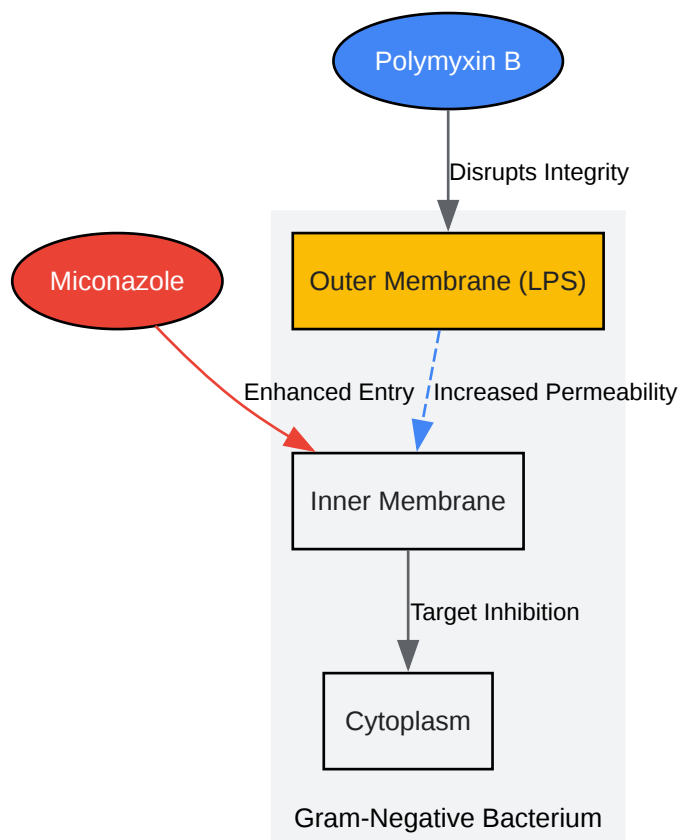 Polymyxin B
Disrupts Integrity
Miconazole
Outer Membrane (LPS)
Enhanced Entry
Increased Permeability
Inner Membrane
Target Inhibition
Cytoplasm
Gram-Negative Bacterium